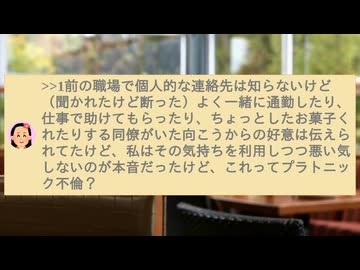 >>1前の職場で個人的な連絡先は知らないけど
（聞かれたけど断った）よく一緒に通勤したり、
仕事で助けてもらったり、ちょっとしたお菓子く
れたりする同僚がいた向こうからの好意は伝えら
れてたけど、私はその気持ちを利用しつつ悪い気
しないのが本音だったけど、これってプラトニッ
ク不倫？